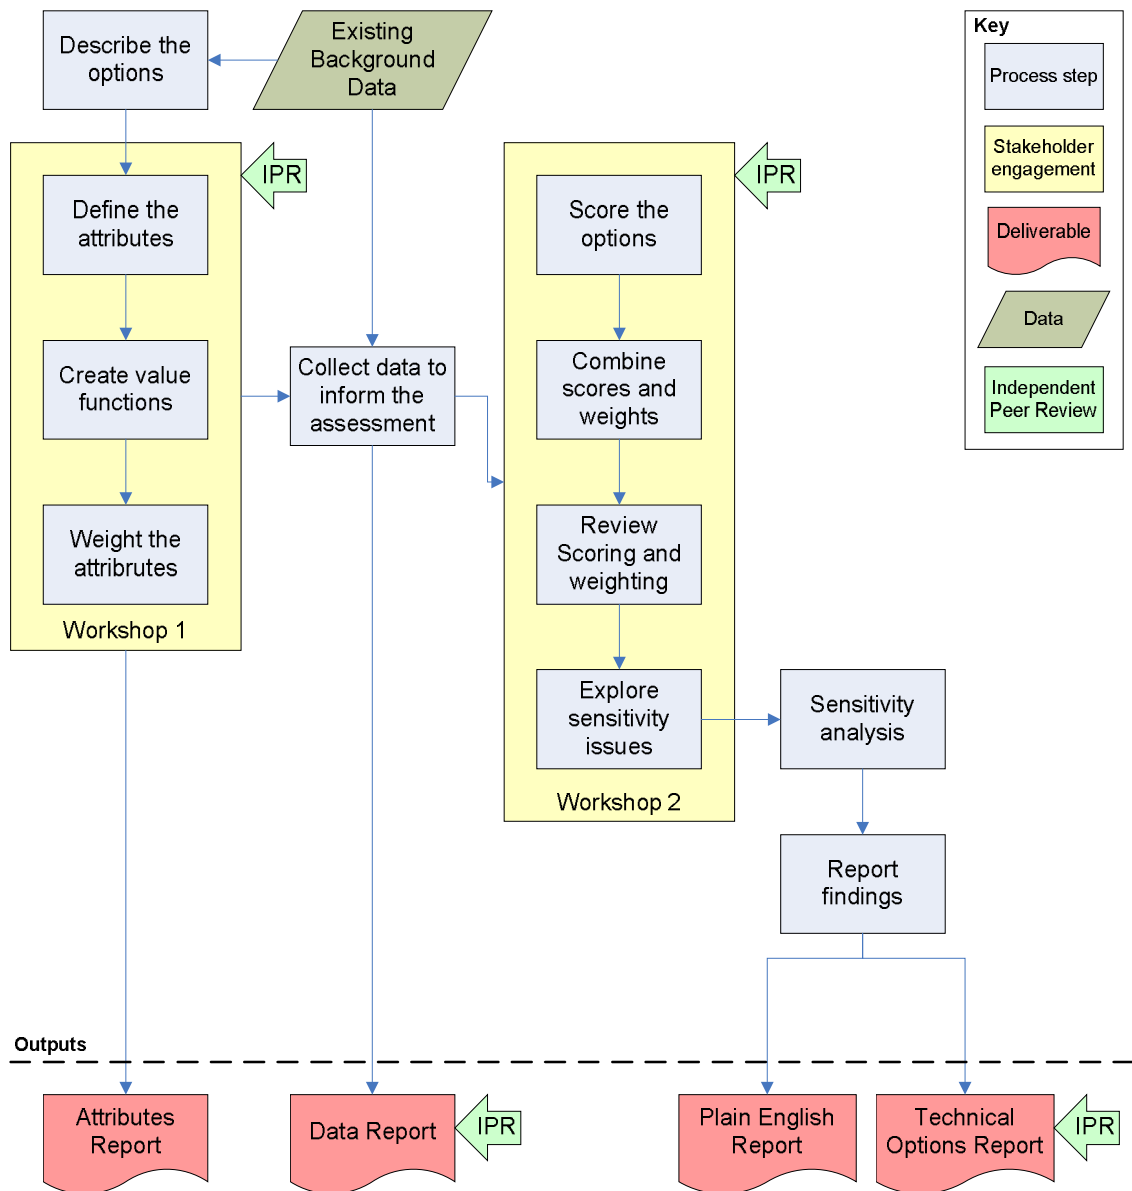 Describe the
options
Existing
Background
Data
Key
Process step
Stakeholder
engagement
Deliverable
Data
Independent
Peer Review
IPR
Define the
attributes
Create value
functions
Weight the
attribrutes
Workshop 1
Collect data to
inform the
assessment
IPR
Score the
options
Combine
scores and
weights
Review
Scoring and
weighting
Explore
sensitivity
issues
Workshop 2
Sensitivity
analysis
Report
findings
Outputs
Attributes
Report
Data Report
IPR
Plain English
Report
Technical
Options Report
IPR